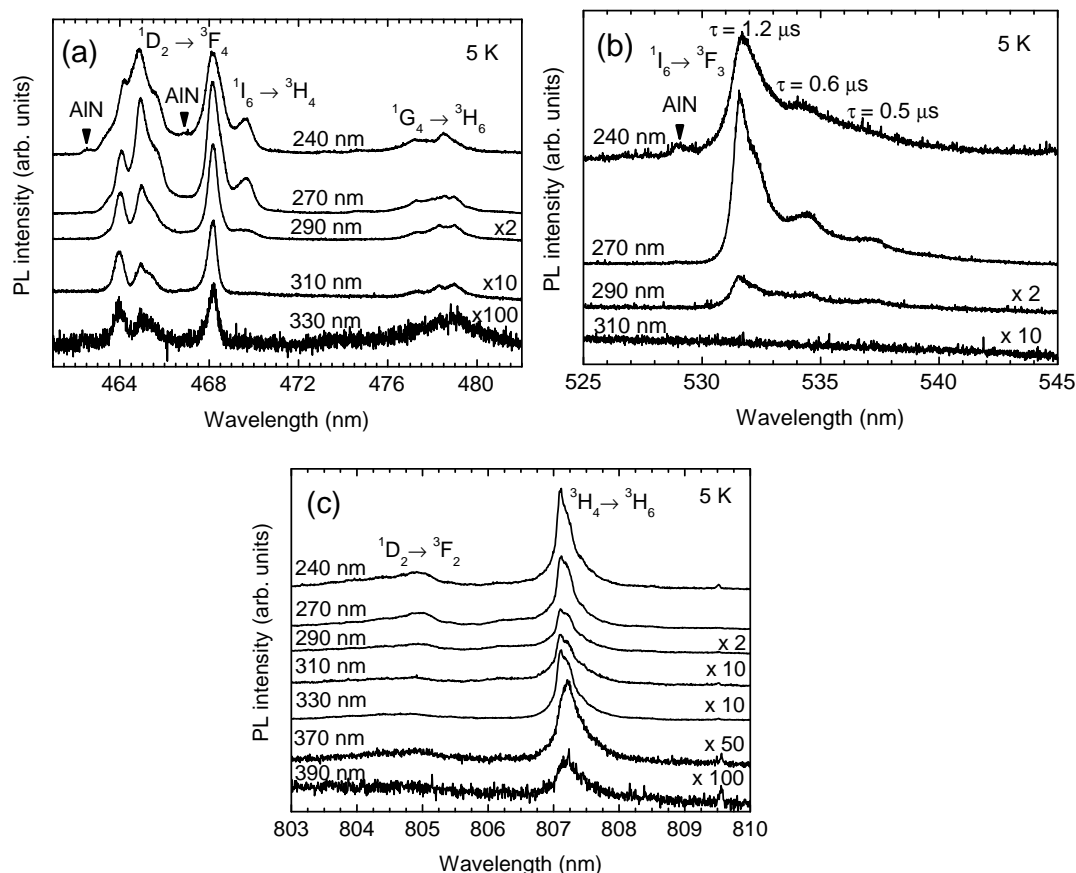 (a)
¹D₂ → ³F₄
5 K
AlN
AlN
¹I₆ → ³H₄
¹G₄ → ³H₆
240 nm
270 nm
290 nm
x2
310 nm
x10
330 nm
x100
464 468 472 476 480
Wavelength (nm)
PL intensity (arb. units)
(b)
τ = 1.2 μs
5 K
¹I₆ → ³F₃
τ = 0.6 μs
AlN
τ = 0.5 μs
240 nm
270 nm
290 nm
x 2
310 nm
x 10
525 530 535 540 545
Wavelength (nm)
PL intensity (arb. units)
(c)
³H₄ → ³H₆
5 K
¹D₂ → ³F₂
240 nm
270 nm
290 nm
x 2
310 nm
x 10
330 nm
x 10
370 nm
x 50
390 nm
x 100
803 804 805 806 807 808 809 810
Wavelength (nm)
PL intensity (arb. units)